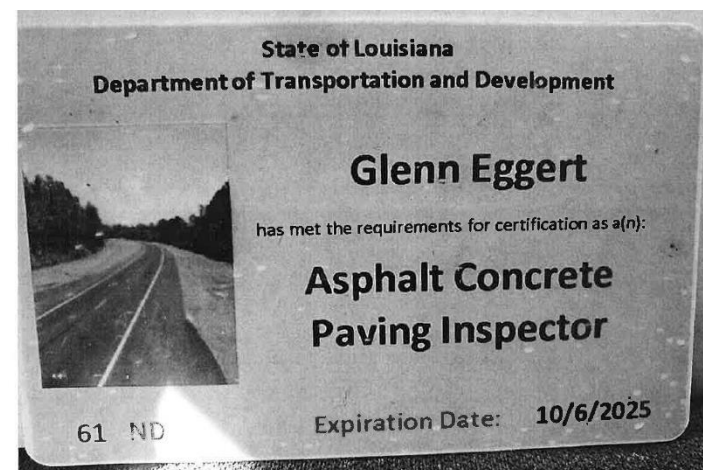 State of Louisiana
Department of Transportation and Development
Glenn Eggert
has met the requirements for certification as a(n):
Asphalt Concrete
Paving Inspector
61 ND
Expiration Date: 10/6/2025